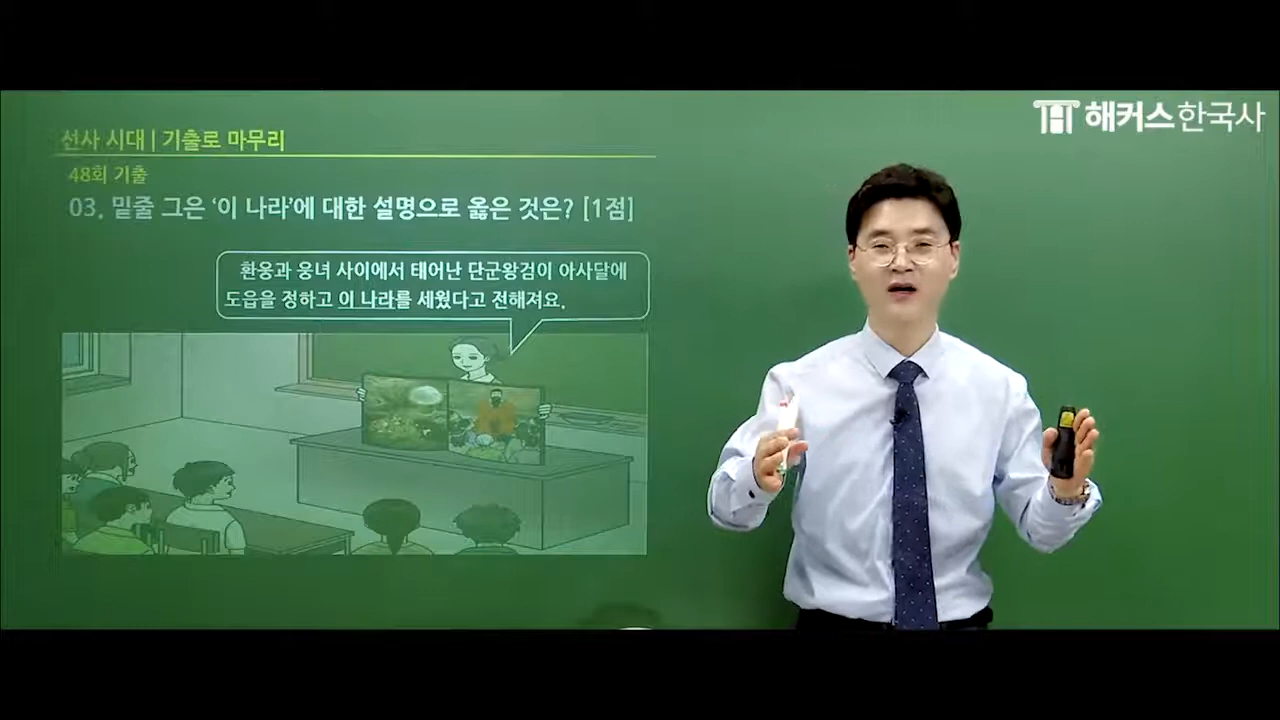 해커스한국사
선사 시대 | 기출로 마무리
48회 기출
03. 밑줄 그은 ‘이 나라’에 대한 설명으로 옳은 것은? [1점]
환웅과 웅녀 사이에서 태어난 단군왕검이 아사달에
도읍을 정하고 이 나라를 세웠다고 전해져요.